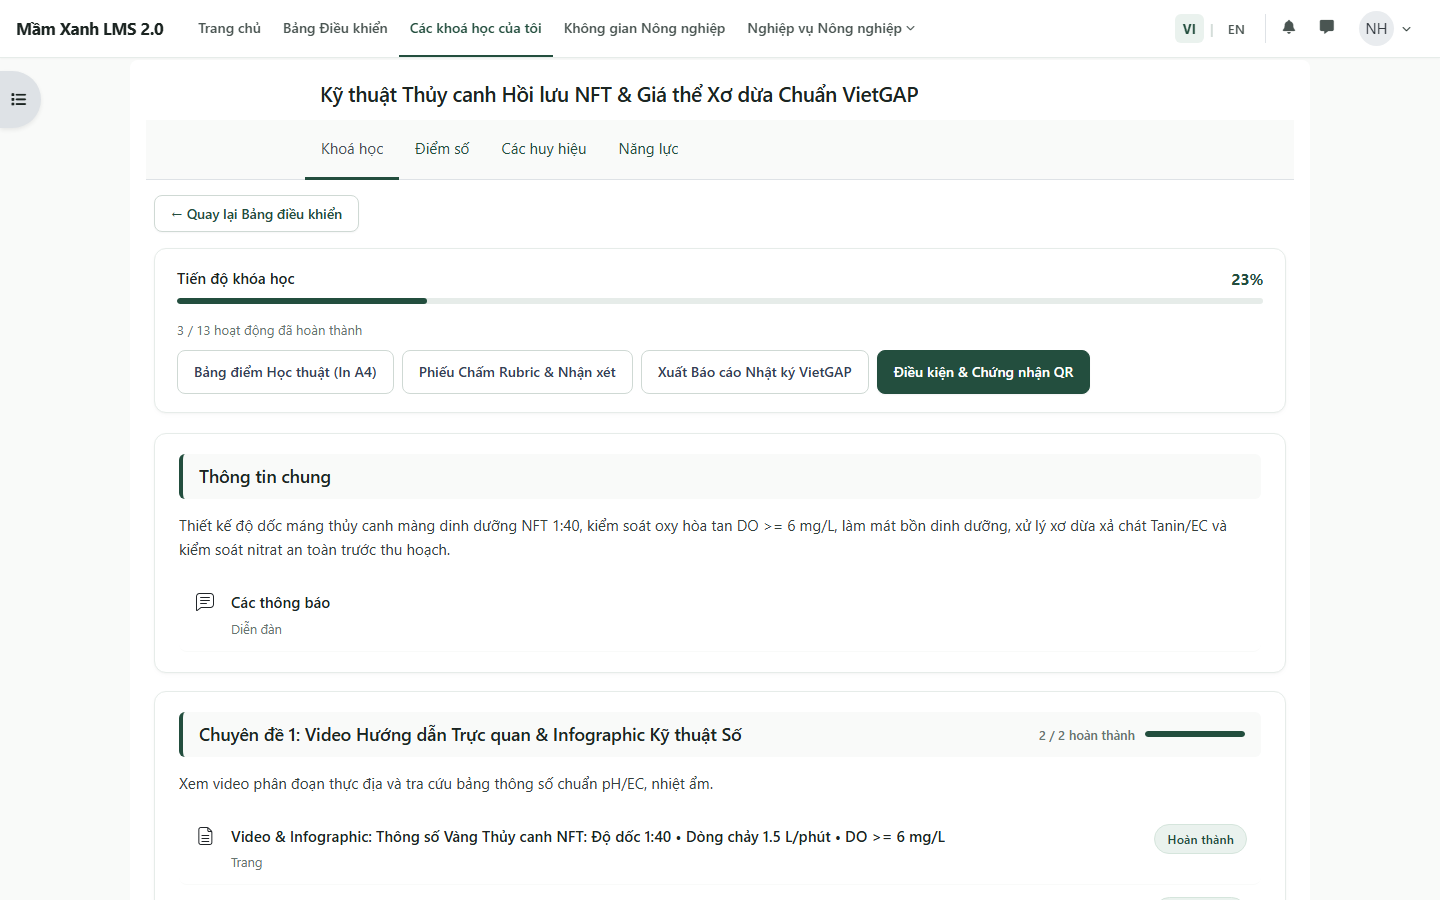 Mầm Xanh LMS 2.0
Trang chủ
Bảng Điều khiển
Các khoá học của tôi
Không gian Nông nghiệp
Nghiệp vụ Nông nghiệp
VI | EN
NH
Kỹ thuật Thủy canh Hồi lưu NFT & Giá thể Xơ dừa Chuẩn VietGAP
Khoá học
Điểm số
Các huy hiệu
Năng lực
← Quay lại Bảng điều khiển
Tiến độ khóa học
23%
3 / 13 hoạt động đã hoàn thành
Bảng điểm Học thuật (In A4)
Phiếu Chấm Rubric & Nhận xét
Xuất Báo cáo Nhật ký VietGAP
Điều kiện & Chứng nhận QR
Thông tin chung
Thiết kế độ dốc máng thủy canh màng dinh dưỡng NFT 1:40, kiểm soát oxy hòa tan DO >= 6 mg/L, làm mát bồn dinh dưỡng, xử lý xơ dừa xả chát Tanin/EC và
kiểm soát nitrat an toàn trước thu hoạch.
Các thông báo
Diễn đàn
Chuyên đề 1: Video Hướng dẫn Trực quan & Infographic Kỹ thuật Số
2 / 2 hoàn thành
Xem video phân đoạn thực địa và tra cứu bảng thông số chuẩn pH/EC, nhiệt ẩm.
Video & Infographic: Thông số Vàng Thủy canh NFT: Độ dốc 1:40 • Dòng chảy 1.5 L/phút • DO >= 6 mg/L
Hoàn thành
Trang